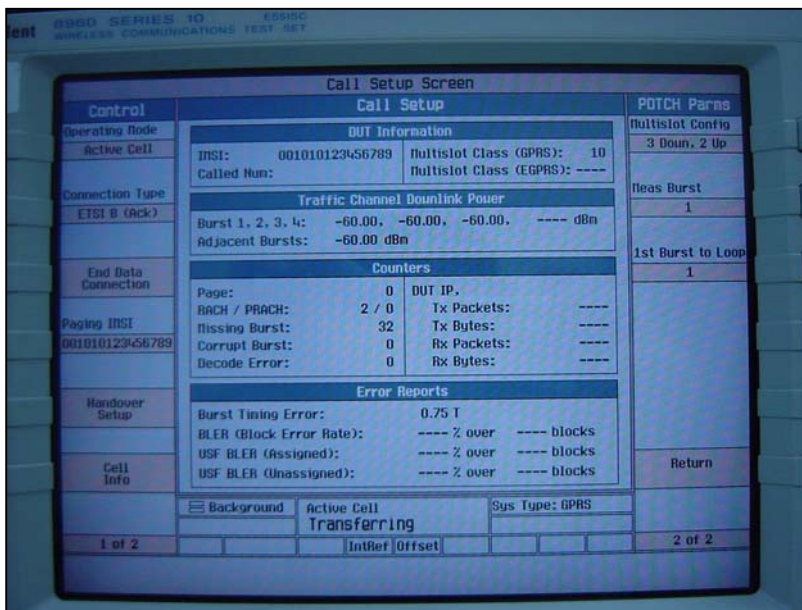 8960 SERIES 10 E5515C
WIRELESS COMMUNICATIONS TEST SET
Call Setup Screen
Control
Operating Mode
Active Cell
Connection Type
ETSI B (Ack)
End Data
Connection
Paging IMSI
001010123456789
Handover
Setup
Cell
Info
1 of 2
Call Setup
DUT Information
IMSI: 001010123456789
Called Num:
Multislot Class (GPRS): 10
Multislot Class (EGPRS): ----
Traffic Channel Downlink Power
Burst 1, 2, 3, 4: -60.00, -60.00, -60.00, ---- dBm
Adjacent Bursts: -60.00 dBm
Counters
Page: 0
RACH / PRACH: 2 / 0
Missing Burst: 32
Corrupt Burst: 0
Decode Error: 0
DUT IP,
Tx Packets: ----
Tx Bytes: ----
Rx Packets: ----
Rx Bytes: ----
Error Reports
Burst Timing Error: 0.75 T
BLER (Block Error Rate): ---- % over ---- blocks
USF BLER (Assigned): ---- % over ---- blocks
USF BLER (Unassigned): ---- % over ---- blocks
Background
Active Cell
Transferring
Sys Type: GPRS
IntRef Offset
PDTCH Parms
Multislot Config
3 Down, 2 Up
Meas Burst
1
1st Burst to Loop
1
Return
2 of 2